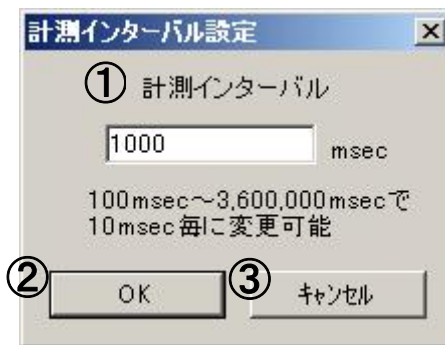 計測インターバル設定
① 計測インターバル
1000 msec
100msec～3,600,000msecで
10msec毎に変更可能
② OK ③ キャンセル